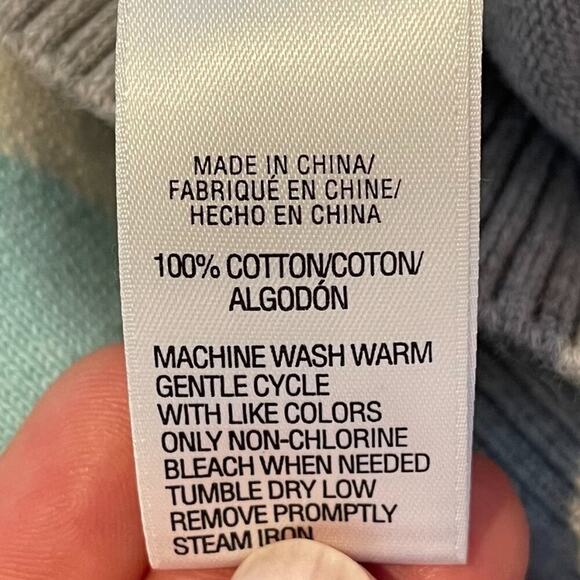 MADE IN CHINA/
FABRIQUÉ EN CHINE/
HECHO EN CHINA
100% COTTON/COTON/
ALGODÓN
MACHINE WASH WARM
GENTLE CYCLE
WITH LIKE COLORS
ONLY NON-CHLORINE
BLEACH WHEN NEEDED
TUMBLE DRY LOW
REMOVE PROMPTLY
STEAM IRON